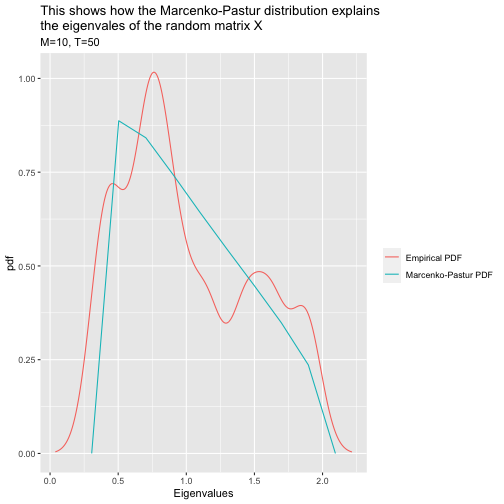 This shows how the Marcenko-Pastur distribution explains
the eigenvales of the random matrix X
M=10, T=50
1.00
0.75
0.50
0.25
0.00
pdf
0.0 0.5 1.0 1.5 2.0
Eigenvalues
Empirical PDF
Marcenko-Pastur PDF